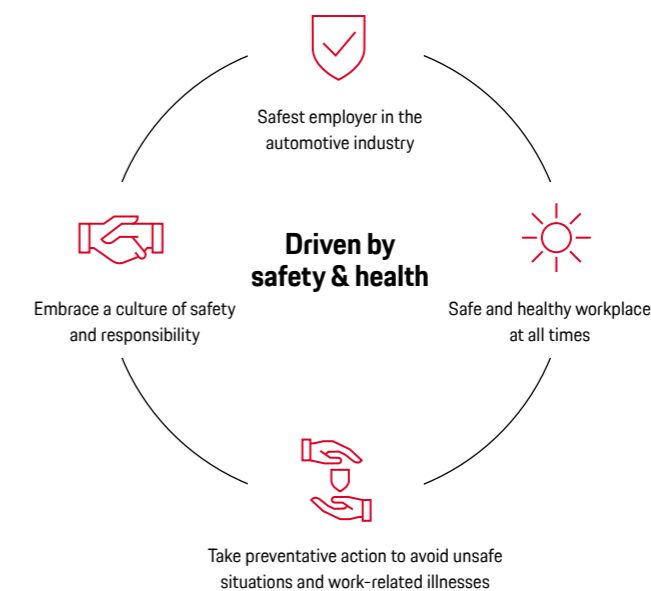 Safest employer in the
automotive industry
Driven by
safety & health
Embrace a culture of safety
and responsibility
Safe and healthy workplace
at all times
Take preventative action to avoid unsafe
situations and work-related illnesses